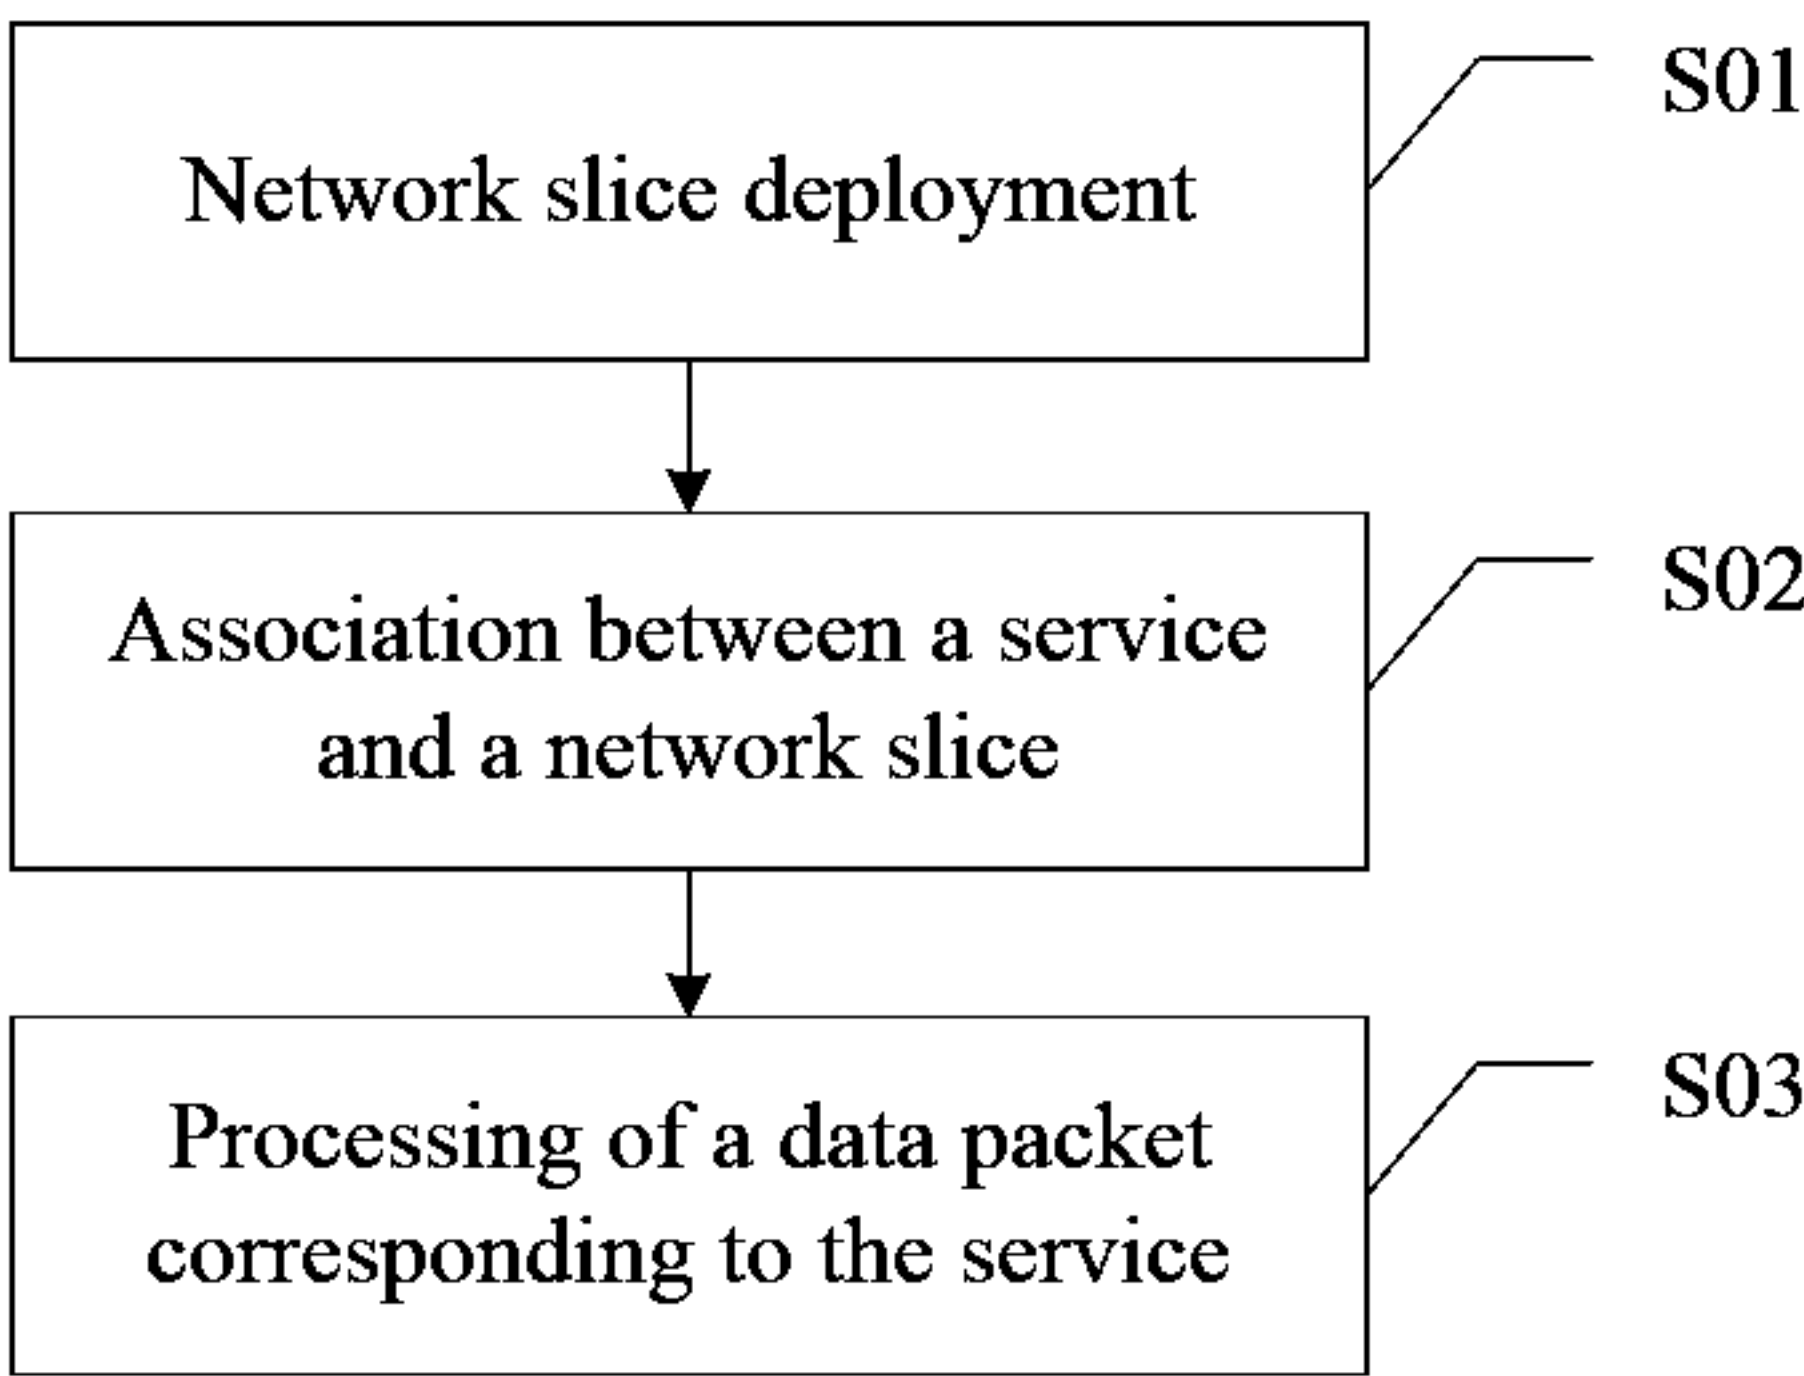 Network slice deployment
S01
Association between a service
and a network slice
S02
Processing of a data packet
corresponding to the service
S03